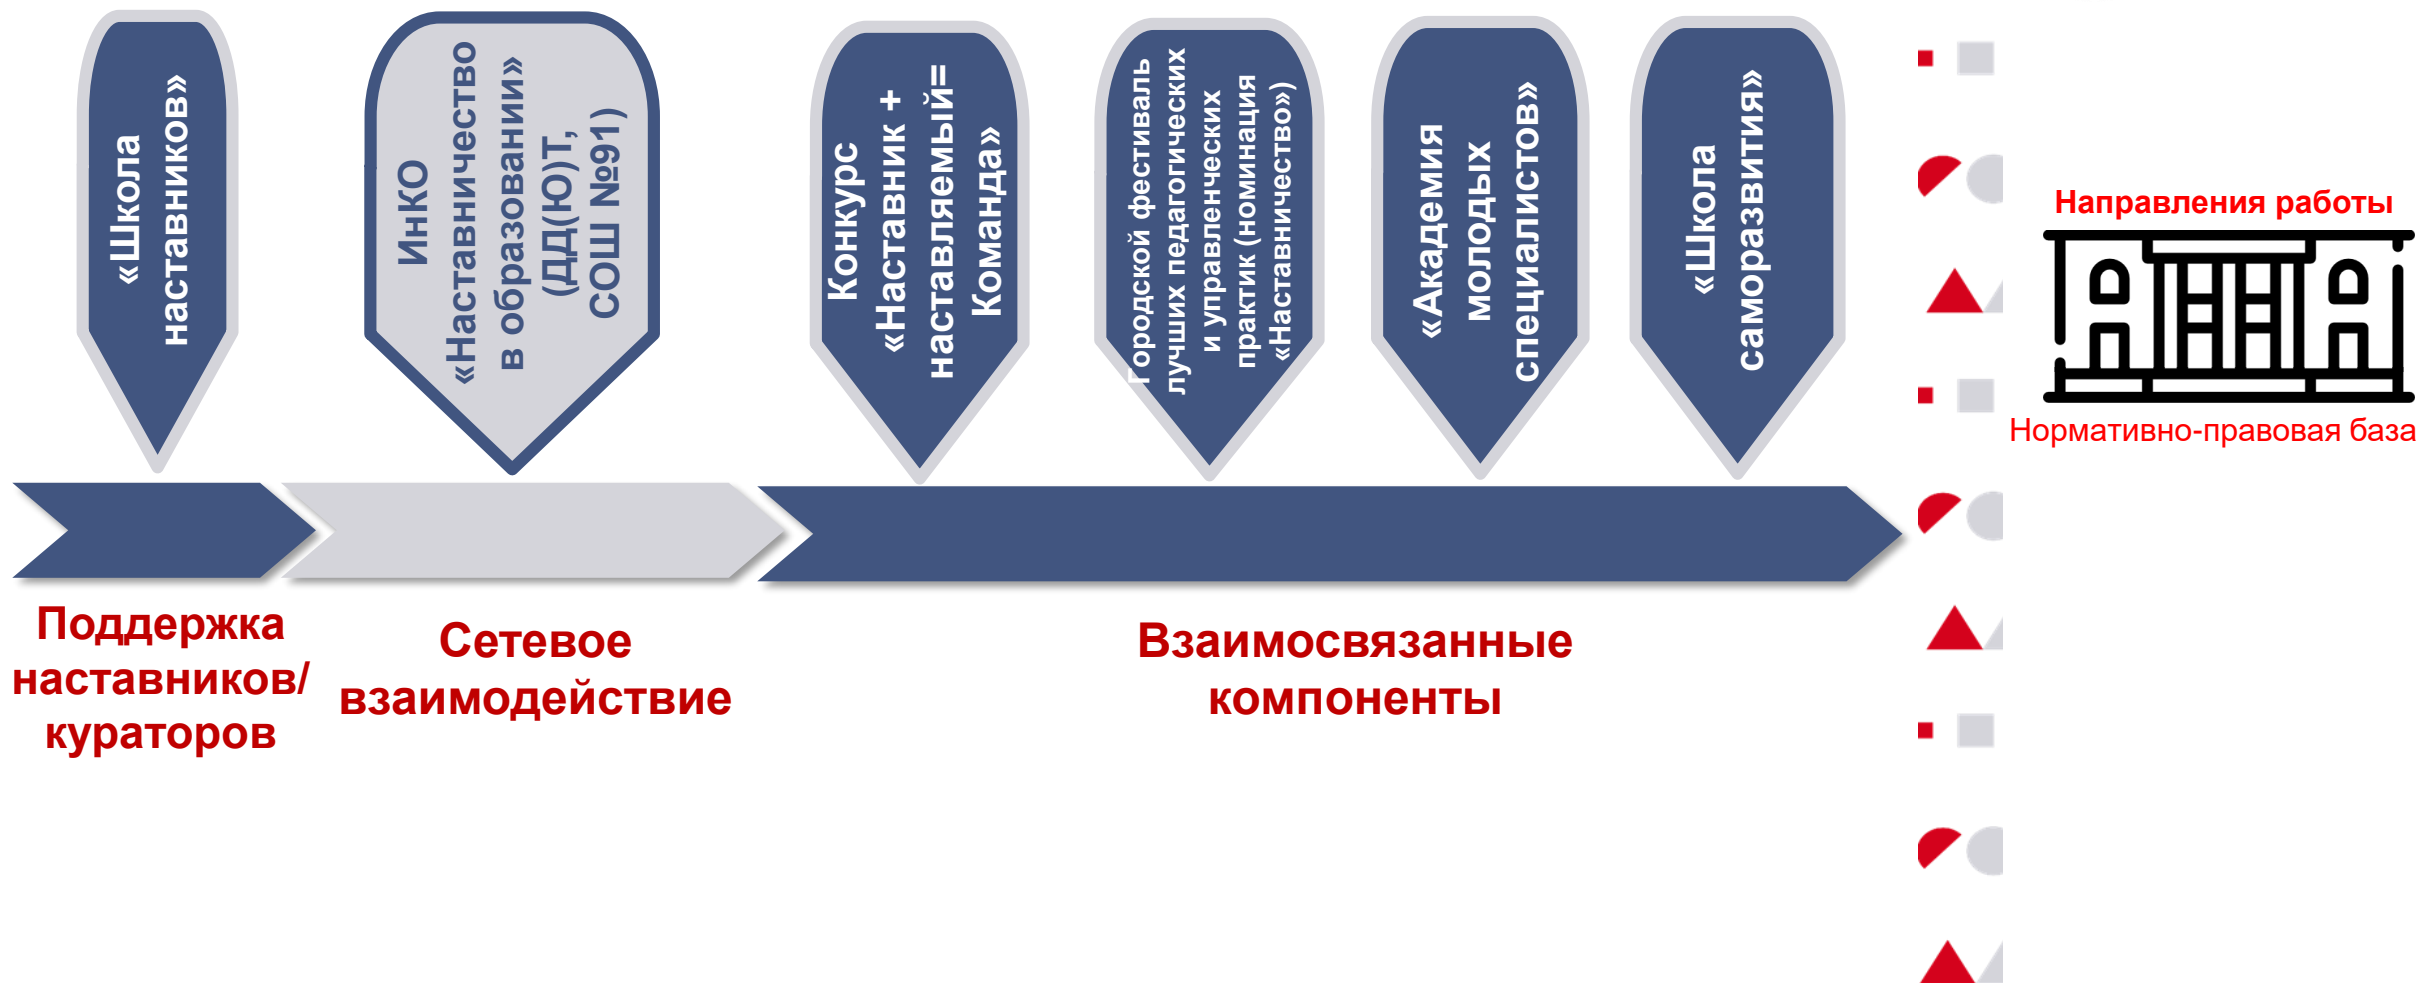 «Школа
наставников»
ИнКО
«Наставничество
в образовании»
(ДД(Ю)Т,
СОШ №91)
Конкурс
«Наставник +
наставляемый=
Команда»
Городской фестиваль
лучших педагогических
и управленческих
практик (номинация
«Наставничество»)
«Академия
молодых
специалистов»
«Школа
саморазвития»
Направления работы
Нормативно-правовая база
Поддержка
наставников/
кураторов
Сетевое
взаимодействие
Взаимосвязанные
компоненты